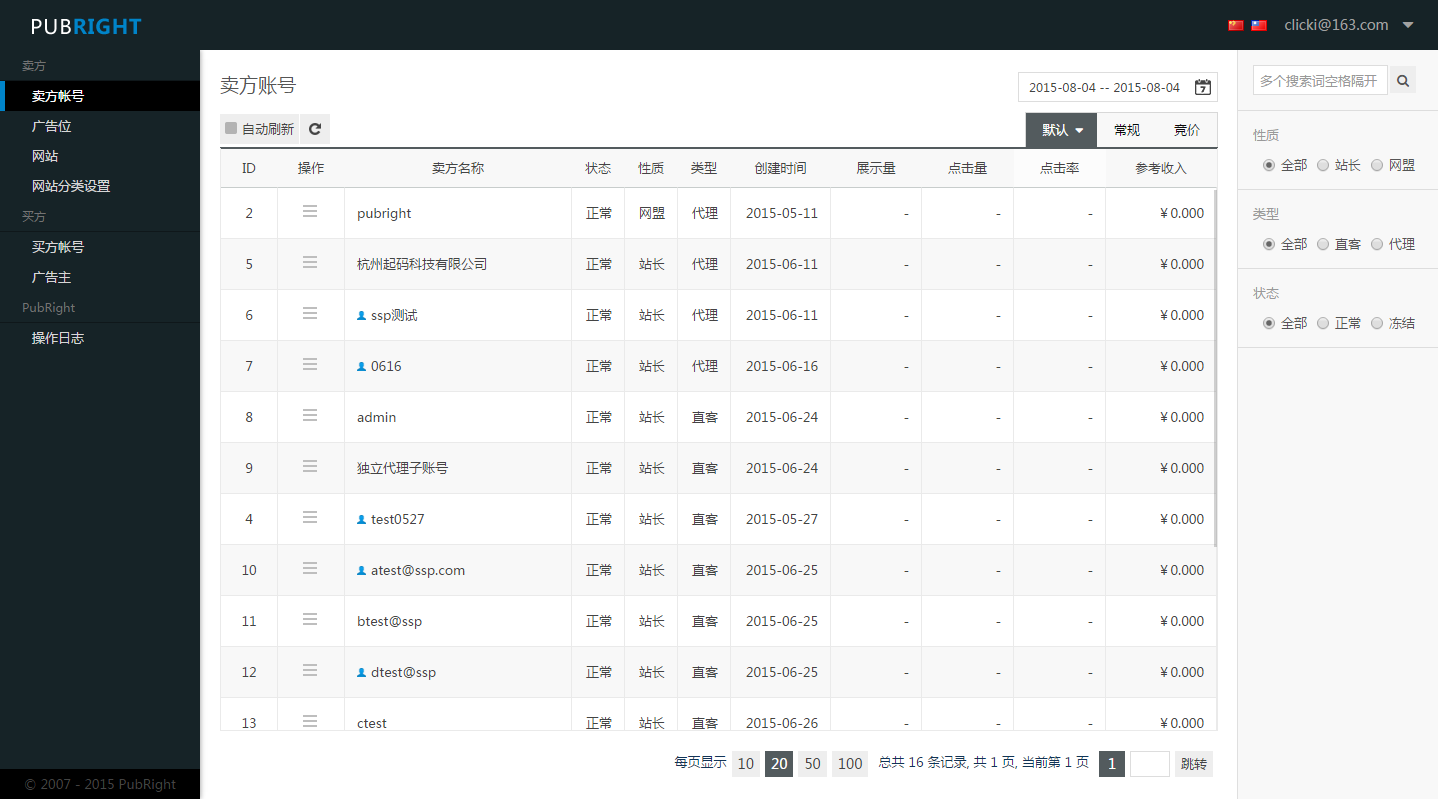 PUBRIGHT
clicki@163.com
卖方
卖方帐号
广告位
网站
网站分类设置
买方
买方帐号
广告主
PubRight
操作日志
© 2007 - 2015 PubRight
卖方账号
2015-08-04 -- 2015-08-04 7
自动刷新
默认 常规 竞价
ID 操作 卖方名称 状态 性质 类型 创建时间 展示量 点击量 点击率 参考收入
2 pubright 正常 网盟 代理 2015-05-11 - - - ¥0.000
5 杭州起码科技有限公司 正常 站长 代理 2015-06-11 - - - ¥0.000
6 ssp测试 正常 站长 代理 2015-06-11 - - - ¥0.000
7 0616 正常 站长 代理 2015-06-16 - - - ¥0.000
8 admin 正常 站长 直客 2015-06-24 - - - ¥0.000
9 独立代理子账号 正常 站长 直客 2015-06-24 - - - ¥0.000
4 test0527 正常 站长 直客 2015-05-27 - - - ¥0.000
10 atest@ssp.com 正常 站长 直客 2015-06-25 - - - ¥0.000
11 btest@ssp 正常 站长 直客 2015-06-25 - - - ¥0.000
12 dtest@ssp 正常 站长 直客 2015-06-25 - - - ¥0.000
13 ctest 正常 站长 直客 2015-06-26 - - - ¥0.000
每页显示 10 20 50 100 总共 16 条记录, 共 1 页, 当前第 1 页 1 跳转
多个搜索词空格隔开
性质
全部 站长 网盟
类型
全部 直客 代理
状态
全部 正常 冻结